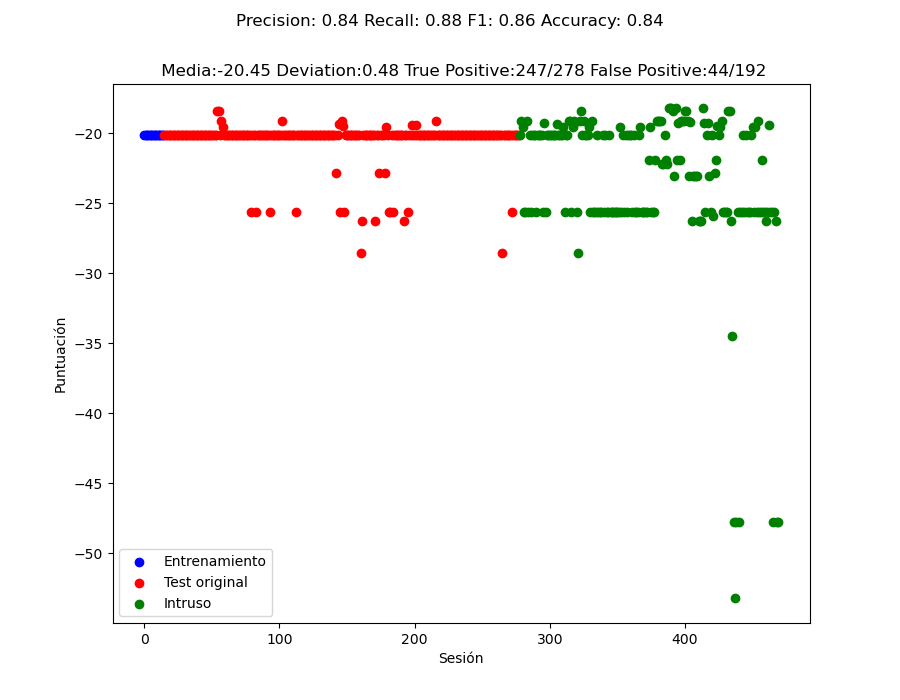 Precision: 0.84 Recall: 0.88 F1: 0.86 Accuracy: 0.84
Media:-20.45 Deviation:0.48 True Positive:247/278 False Positive:44/192
−20
−25
−30
−35
−40
−45
−50
Puntuación
Entrenamiento
Test original
Intruso
0
100
200
300
400
Sesión